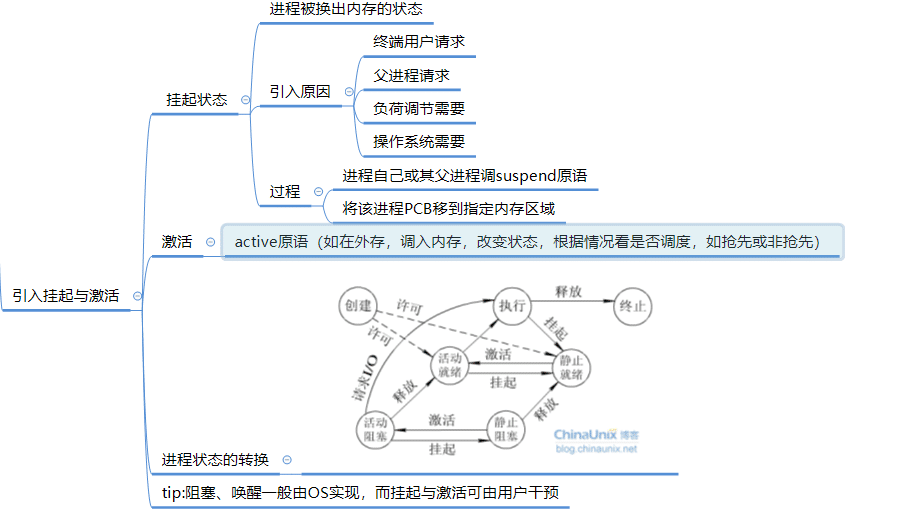 进程被换出内存的状态
终端用户请求
父进程请求
挂起状态
引入原因
负荷调节需要
操作系统需要
进程自己或其父进程调suspend原语
过程
将该进程PCB移到指定内存区域
激活
active原语（如在外存，调入内存，改变状态，根据情况看是否调度，如抢先或非抢先）
引入挂起与激活
创建
许可
许可
执行
释放
终止
挂起
请求I/O
活动
就绪
激活
挂起
静止
就绪
释放
释放
活动
阻塞
激活
挂起
静止
阻塞
ChinaUnix 博客
blog.chinaunix.net
进程状态的转换
tip:阻塞、唤醒一般由OS实现，而挂起与激活可由用户干预